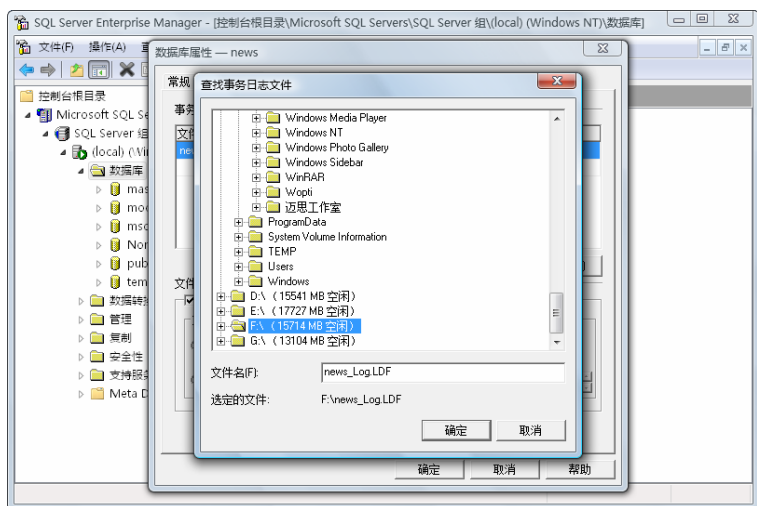 SQL Server Enterprise Manager - [控制台根目录\Microsoft SQL Servers\SQL Server 组\(local) (Windows NT)\数据库]
文件(F) 操作(A)
数据库属性 — news
常规
查找事务日志文件
控制台根目录
Microsoft SQL Se
SQL Server 组
(local) (Wi
数据库
mas
mod
msd
Nor
pub
tem
数据转
管理
复制
安全性
支持服务
Meta D
Windows Media Player
Windows NT
Windows Photo Gallery
Windows Sidebar
WinRAR
Wopti
迈思工作室
ProgramData
System Volume Information
TEMP
Users
Windows
D:\ (15541 MB 空闲)
E:\ (17727 MB 空闲)
F:\ (15714 MB 空闲)
G:\ (13104 MB 空闲)
文件名(F): news_Log.LDF
选定的文件: F:\news_Log.LDF
确定 取消
确定 取消 帮助